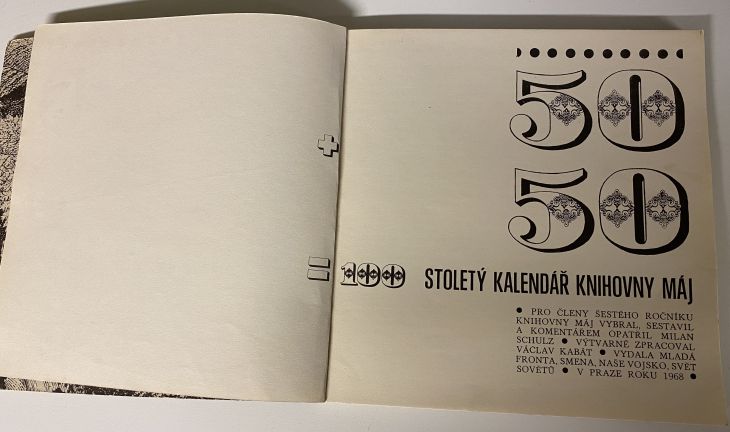 50
+
50
= 100 STOLETÝ KALENDÁŘ KNIHOVNY MÁJ
● PRO ČLENY ŠESTÉHO ROČNÍKU
KNIHOVNY MÁJ VYBRAL, SESTAVIL
A KOMENTÁŘEM OPATŘIL MILAN
SCHULZ ● VÝTVARNĚ ZPRACOVAL
VÁCLAV KABÁT ● VYDALA MLADÁ
FRONTA, SMENA, NAŠE VOJSKO, SVĚT
SOVĚTŮ ● V PRAZE ROKU 1968 ●